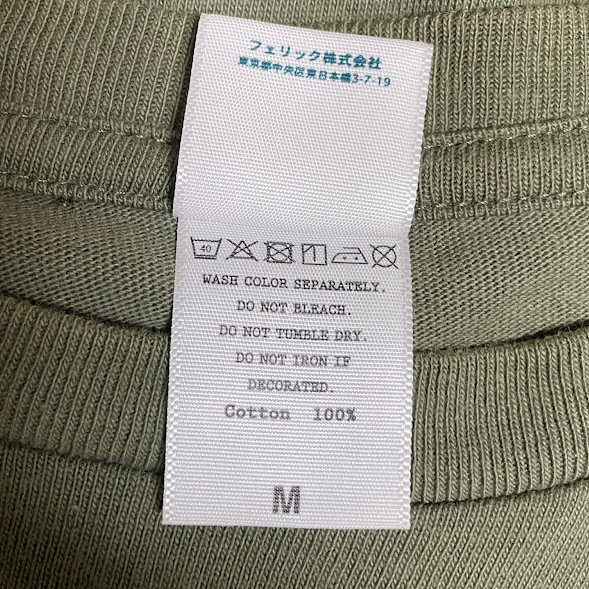 フェリック株式会社
東京都中央区東日本橋3-7-19
40
WASH COLOR SEPARATELY.
DO NOT BLEACH.
DO NOT TUMBLE DRY.
DO NOT IRON IF
DECORATED.
Cotton 100%
M